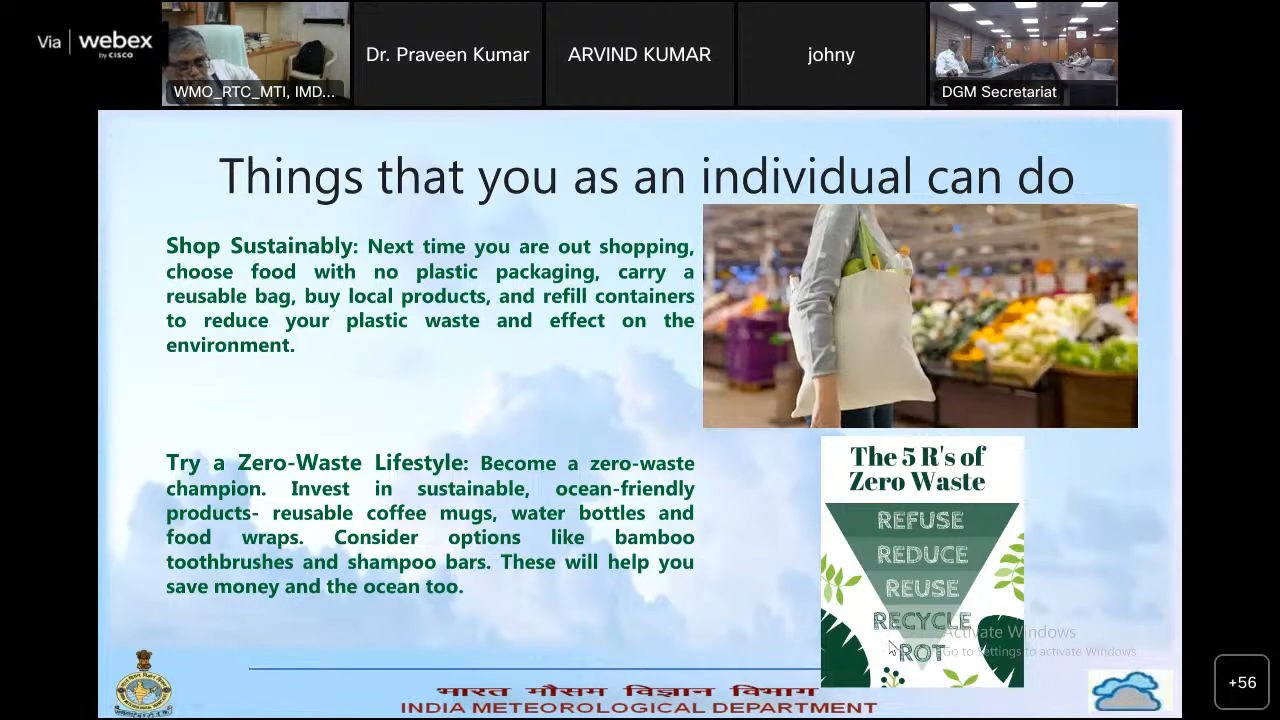 Via webex
by CISCO
WMO_RTC_MTI, IMD...
Dr. Praveen Kumar
ARVIND KUMAR
johny
DGM Secretariat
Things that you as an individual can do
Shop Sustainably: Next time you are out shopping,
choose food with no plastic packaging, carry a
reusable bag, buy local products, and refill containers
to reduce your plastic waste and effect on the
environment.
Try a Zero-Waste Lifestyle: Become a zero-waste
champion. Invest in sustainable, ocean-friendly
products- reusable coffee mugs, water bottles and
food wraps. Consider options like bamboo
toothbrushes and shampoo bars. These will help you
save money and the ocean too.
The 5 R's of
Zero Waste
REFUSE
REDUCE
REUSE
RECYCLE
ROT
Activate Windows
Go to Settings to activate Windows.
भारत मौसम विज्ञान विभाग
INDIA METEOROLOGICAL DEPARTMENT
+56